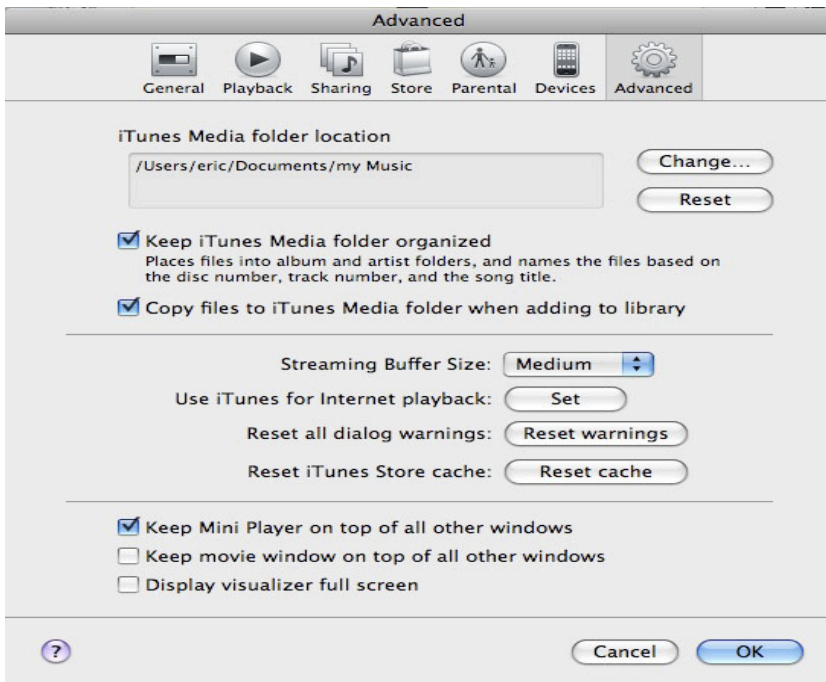 Advanced
General Playback Sharing Store Parental Devices Advanced
iTunes Media folder location
/Users/eric/Documents/my Music
Change...
Reset
Keep iTunes Media folder organized
Places files into album and artist folders, and names the files based on
the disc number, track number, and the song title.
Copy files to iTunes Media folder when adding to library
Streaming Buffer Size: Medium
Use iTunes for Internet playback: Set
Reset all dialog warnings: Reset warnings
Reset iTunes Store cache: Reset cache
Keep Mini Player on top of all other windows
Keep movie window on top of all other windows
Display visualizer full screen
? Cancel OK